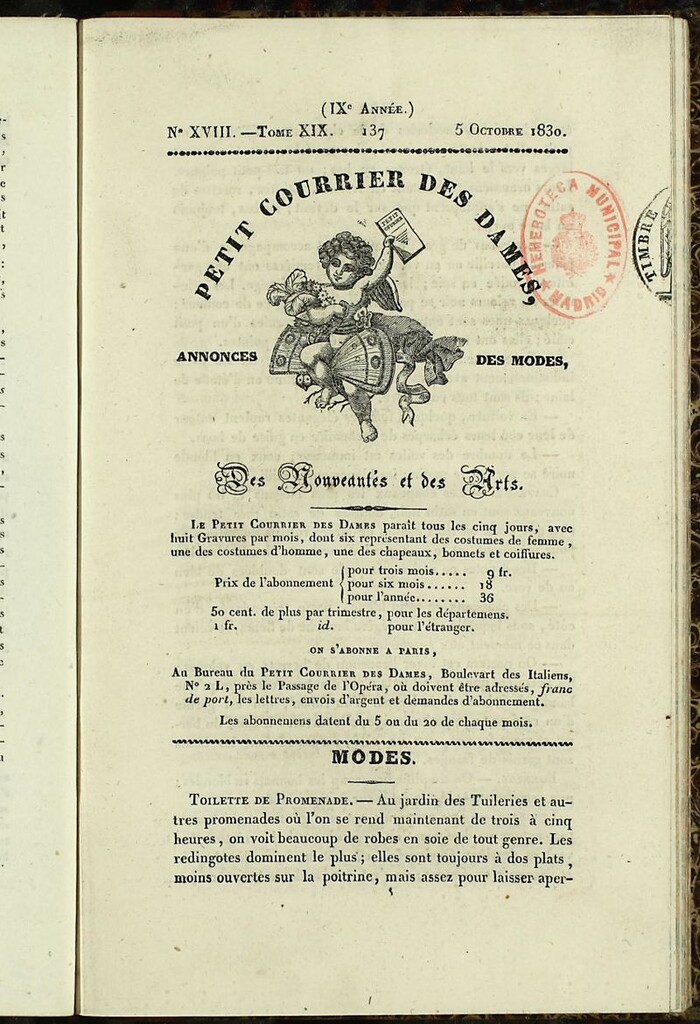 (IXe Année.)
No XVIII. — Tome XIX. 137 5 Octobre 1830.
PETIT COURRIER DES DAMES,
PETIT COURRIER
HEMEROTECA MUNICIPAL
★ MADRID ★
TIMBRE
ANNONCES DES MODES,
Des Nouveautés et des Arts.
Le Petit Courrier des Dames paraît tous les cinq jours, avec
huit Gravures par mois, dont six représentant des costumes de femme,
une des costumes d'homme, une des chapeaux, bonnets et coiffures.
Prix de l'abonnement { pour trois mois..... 9 fr.
pour six mois...... 18
pour l'année........ 36
50 cent. de plus par trimestre, pour les départemens.
1 fr. id. pour l'étranger.
ON S'ABONNE A PARIS,
Au Bureau du Petit Courrier des Dames, Boulevart des Italiens,
No 2 L, près le Passage de l'Opéra, où doivent être adressés, franc
de port, les lettres, envois d'argent et demandes d'abonnement.
Les abonnemens datent du 5 ou du 20 de chaque mois.
MODES.
Toilette de Promenade. — Au jardin des Tuileries et au-
tres promenades où l'on se rend maintenant de trois à cinq
heures, on voit beaucoup de robes en soie de tout genre. Les
redingotes dominent le plus; elles sont toujours à dos plats,
moins ouvertes sur la poitrine, mais assez pour laisser aper-